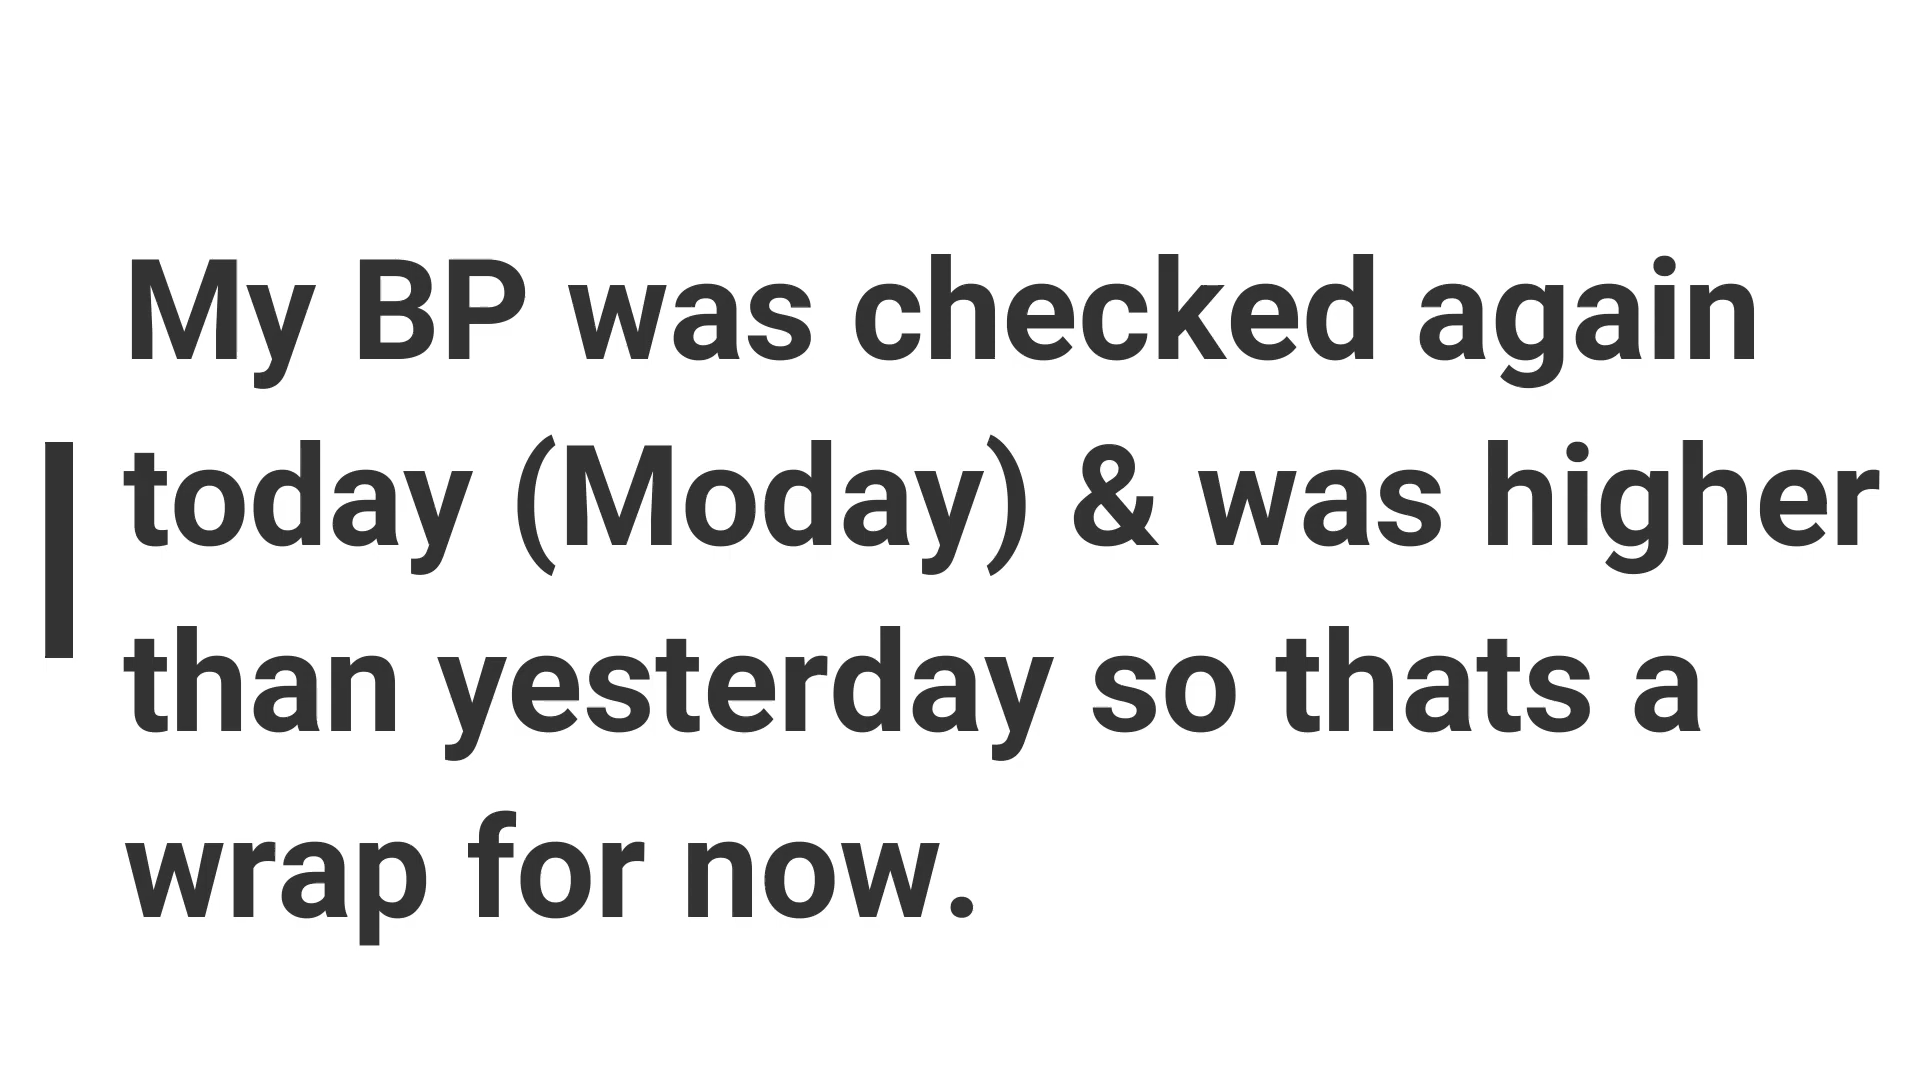 My BP was checked again
today (Moday) & was higher
than yesterday so thats a
wrap for now.